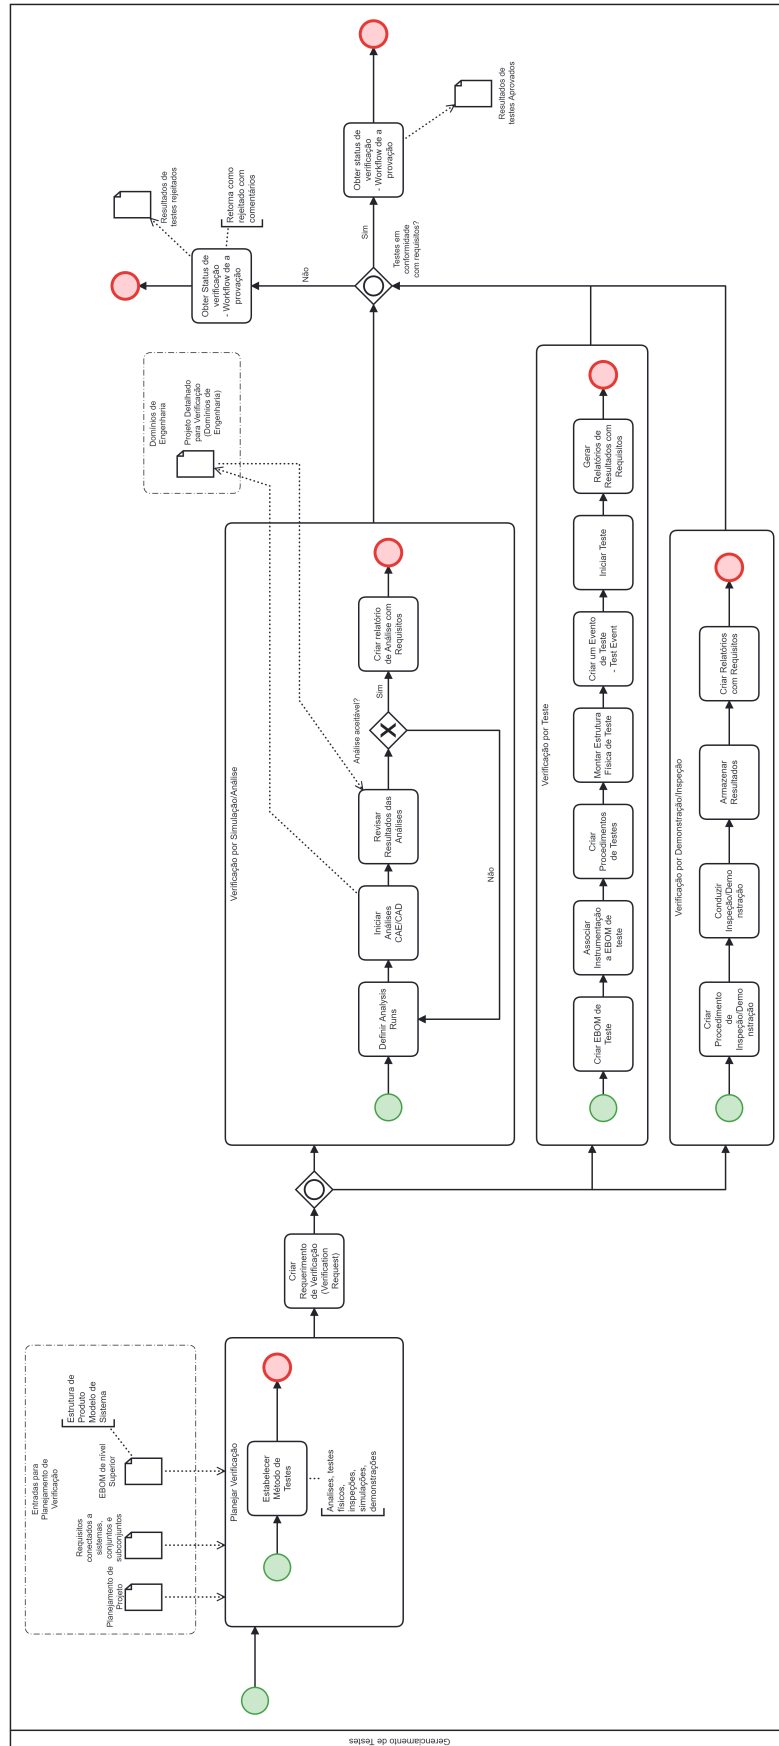 Gerenciamento de Testes
Entradas para
Planejamento de
Verificação
Planejamento de
Projeto
Requisitos
conectados a
sistemas,
conjuntos e
subconjuntos
EBOM de nível
Superior
Estrutura de
Produto
Modelo de
Sistema
Planejar Verificação
Estabelecer
Método de
Testes
Analises, testes
físicos,
inspeções,
simulações,
demonstrações
Criar
Requerimento
de Verificação
(Verification
Request)
Verificação por Simulação/Análise
Definir Analysis
Runs
Iniciar
Análises
CAE/CAD
Revisar
Resultados das
Análises
Análise aceitável?
Sim
Não
Criar relatório
de Análise com
Requisitos
Domínios de
Engenharia
Projeto Detalhado
para Verificação
(Domínios de
Engenharia)
Verificação por Teste
Criar EBOM de
Teste
Associar
Instrumentação
a EBOM de
teste
Criar
Procedimentos
de Testes
Montar Estrutura
Física de Teste
Criar um Evento
de Teste
- Test Event
Iniciar Teste
Gerar
Relatórios de
Resultados com
Requisitos
Verificação por Demonstração/Inspeção
Criar
Procedimento
de
Inspeção/Demo
nstração
Conduzir
Inspeção/Demo
nstração
Armazenar
Resultados
Criar Relatórios
com Requisitos
Testes em
conformidade
com requisitos?
Não
Sim
Obter Status de
verificação
- Workflow de a
provação
Retorna como
rejeitado com
comentários
Resultados de
testes rejeitados
Obter status de
verificação
- Workflow de a
provação
Resultados de
testes Aprovados